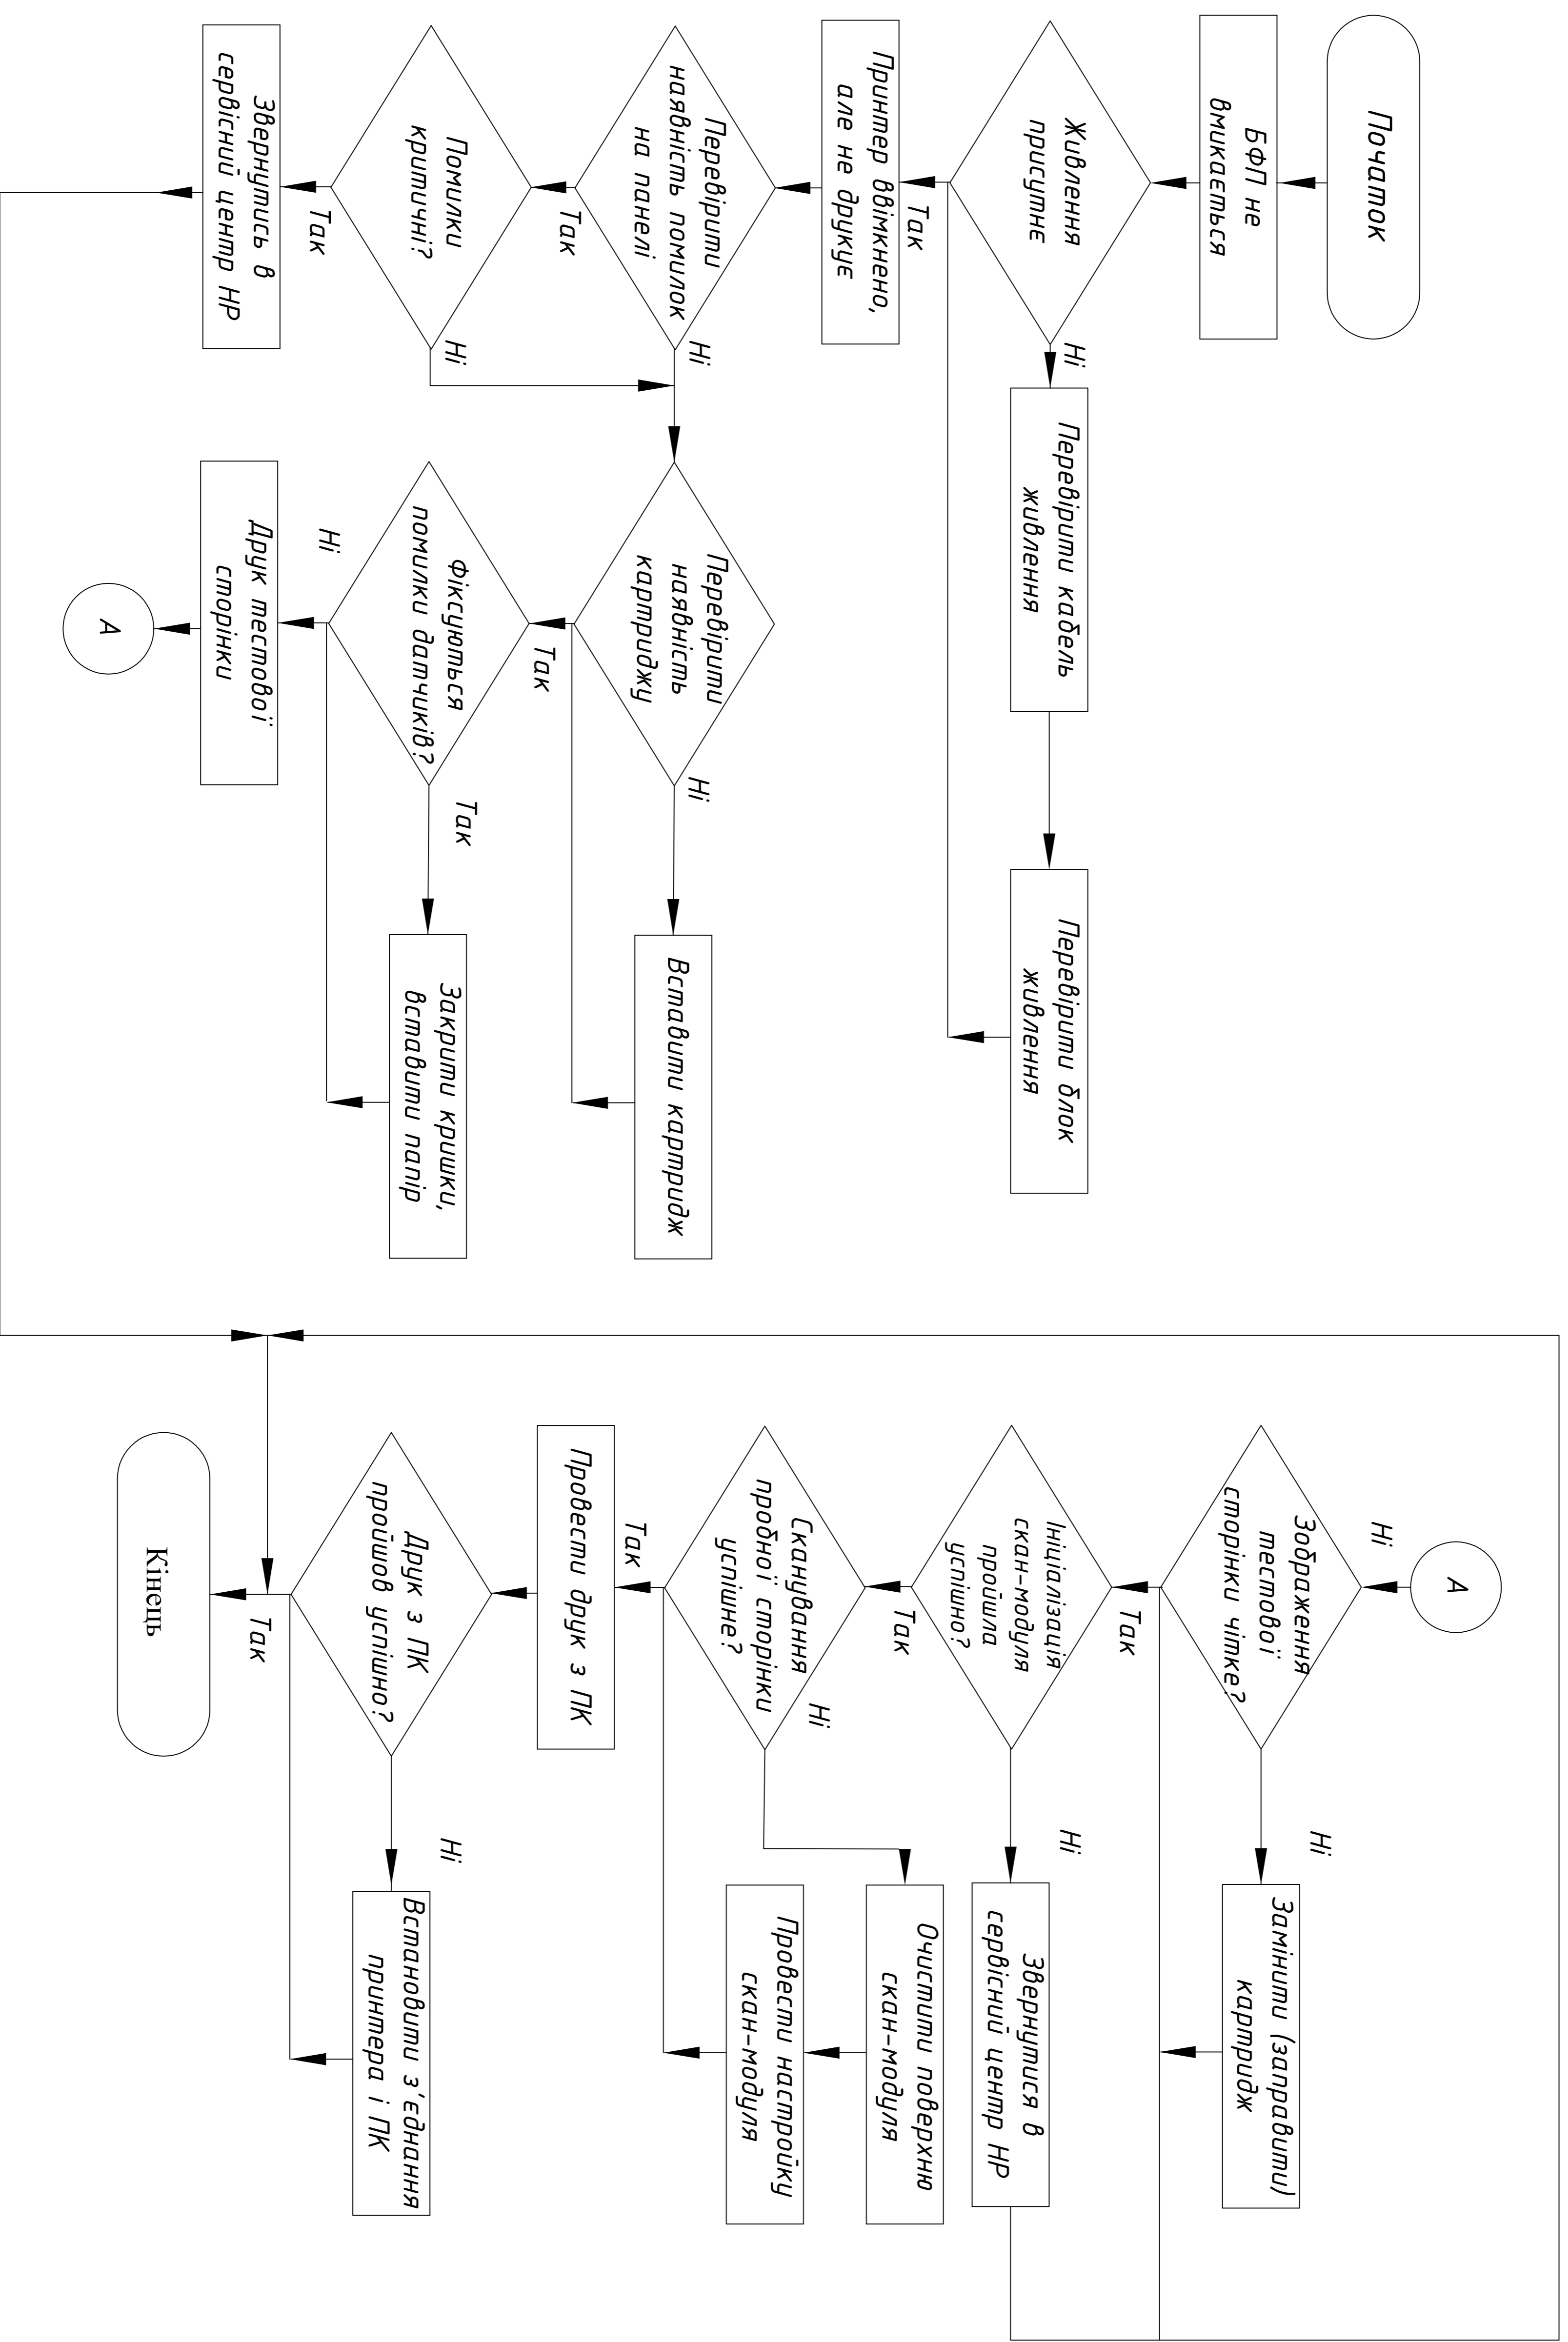 Початок
БФП не
вмикається
Живлення
присутнє
Ні
Так
Перевірити кабель
живлення
Перевірити блок
живлення
Принтер ввімкнено,
але не друкує
Перевірити
наявність помилок
на панелі
Ні
Так
Помилки
критичні?
Ні
Так
Звернутись в
сервісний центр HP
Перевірити
наявність
картриджу
Ні
Так
Вставити картридж
Фіксуються
помилки датчиків?
Так
Ні
Закрити кришки,
вставити папір
Друк тестової
сторінки
А
А
Ні
Зображення
тестової
сторінки чітке?
Ні
Так
Замінити (заправити)
картридж
Ініціалізація
скан-модуля
пройшла
успішно?
Ні
Так
Звернутися в
сервісний центр HP
Сканування
пробної сторінки
успішне?
Ні
Так
Очистити поверхню
скан-модуля
Провести настройку
скан-модуля
Провести друк з ПК
Друк з ПК
пройшов успішно?
Ні
Так
Встановити з'єднання
принтера і ПК
Кінець